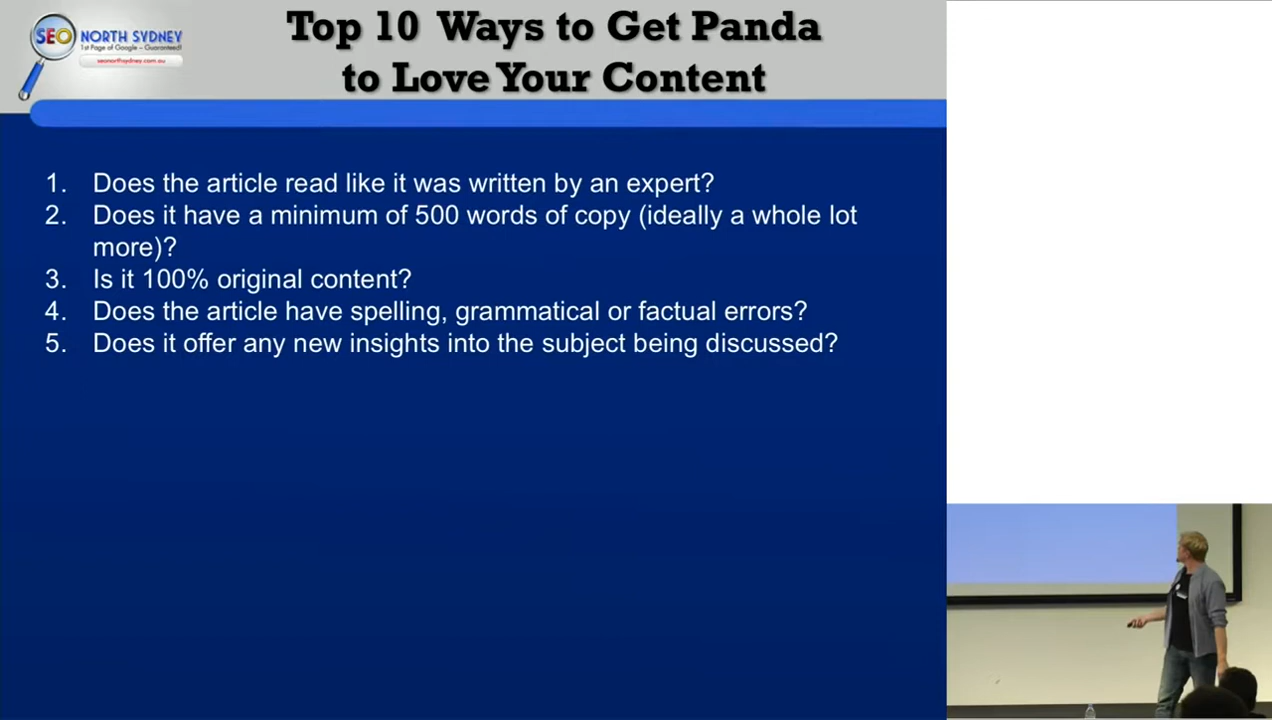 SEO NORTH SYDNEY
1st Page of Google – Guaranteed!
seonorthsydney.com.au
Top 10 Ways to Get Panda
to Love Your Content
1. Does the article read like it was written by an expert?
2. Does it have a minimum of 500 words of copy (ideally a whole lot
more)?
3. Is it 100% original content?
4. Does the article have spelling, grammatical or factual errors?
5. Does it offer any new insights into the subject being discussed?